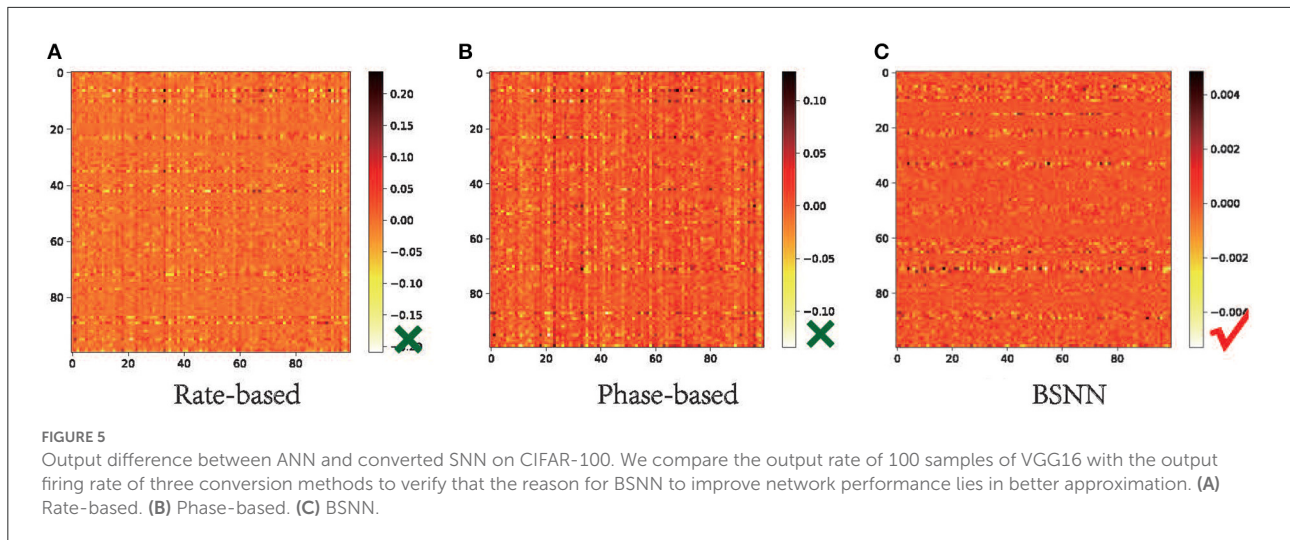 A
B
C
0
20
40
60
80
0 20 40 60 80
0.20
0.15
0.10
0.05
0.00
−0.05
−0.10
−0.15
Rate-based
0
20
40
60
80
0 20 40 60 80
0.10
0.05
0.00
−0.05
−0.10
Phase-based
0
20
40
60
80
0 20 40 60 80
0.004
0.002
0.000
−0.002
BSNN
FIGURE 5
Output difference between ANN and converted SNN on CIFAR-100. We compare the output rate of 100 samples of VGG16 with the output
firing rate of three conversion methods to verify that the reason for BSNN to improve network performance lies in better approximation. (A)
Rate-based. (B) Phase-based. (C) BSNN.